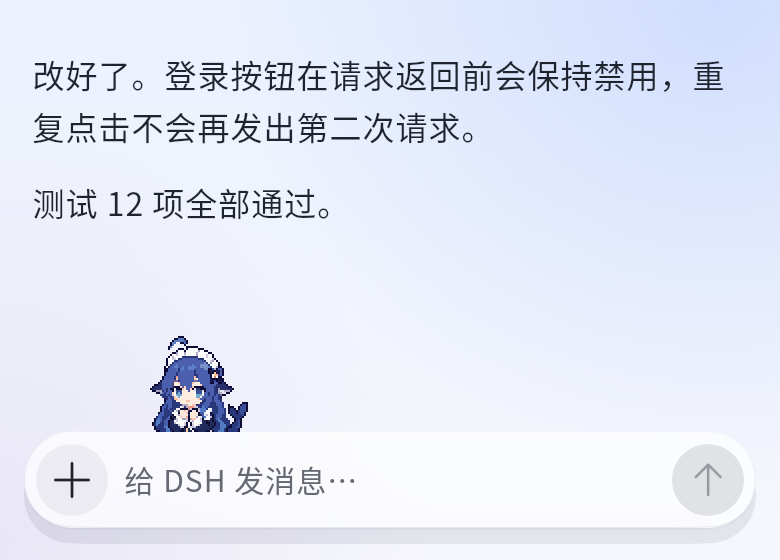 改好了。登录按钮在请求返回前会保持禁用，重
复点击不会再发出第二次请求。
测试 12 项全部通过。
给 DSH 发消息…